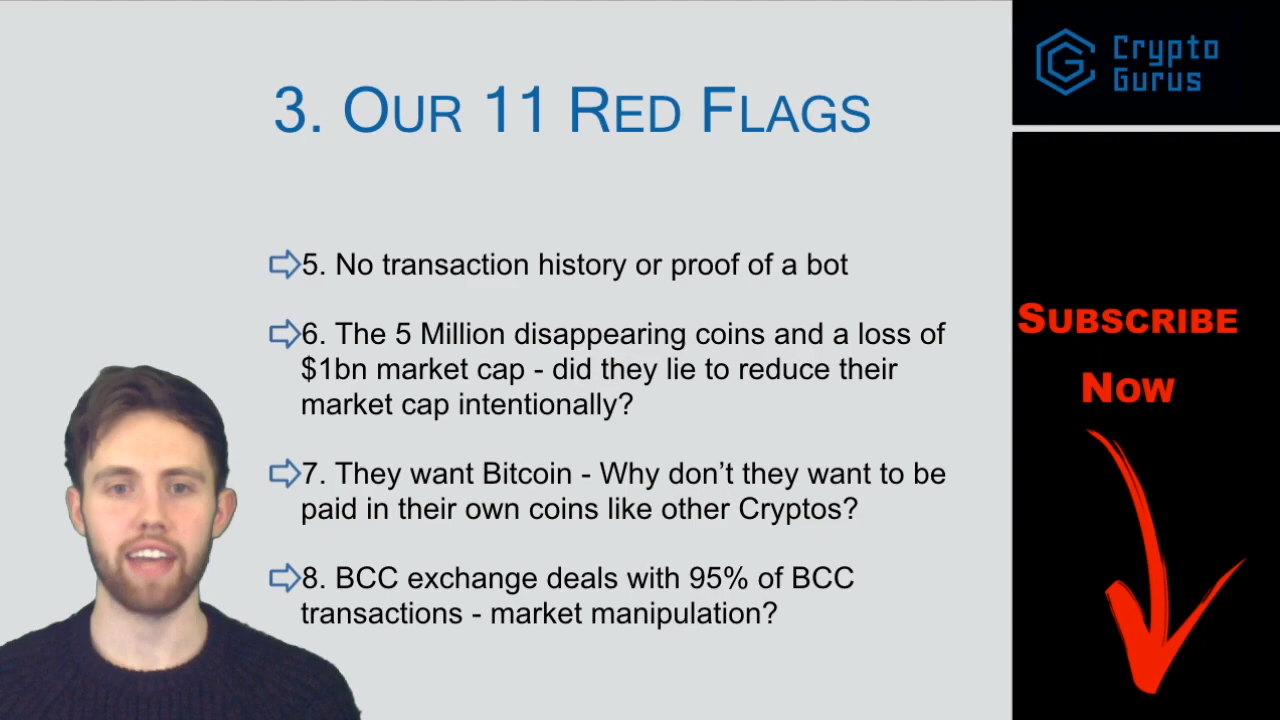 3. OUR 11 RED FLAGS
5. No transaction history or proof of a bot
6. The 5 Million disappearing coins and a loss of
$1bn market cap - did they lie to reduce their
market cap intentionally?
7. They want Bitcoin - Why don’t they want to be
paid in their own coins like other Cryptos?
8. BCC exchange deals with 95% of BCC
transactions - market manipulation?
Crypto
Gurus
SUBSCRIBE
NOW